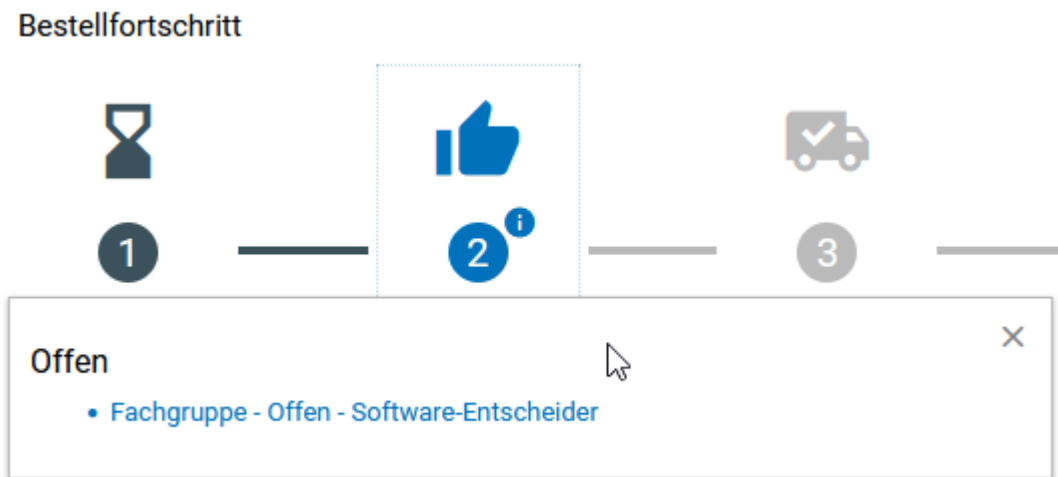 Bestellfortschritt
1 2 i 3
Offen
• Fachgruppe - Offen - Software-Entscheider